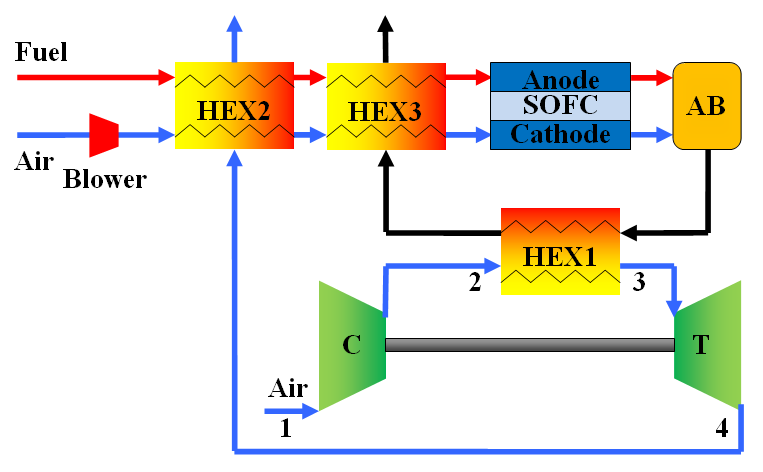 Fuel
HEX2
HEX3
Anode
SOFC
Cathode
AB
Air
Blower
HEX1
2
3
C
T
Air
1
4